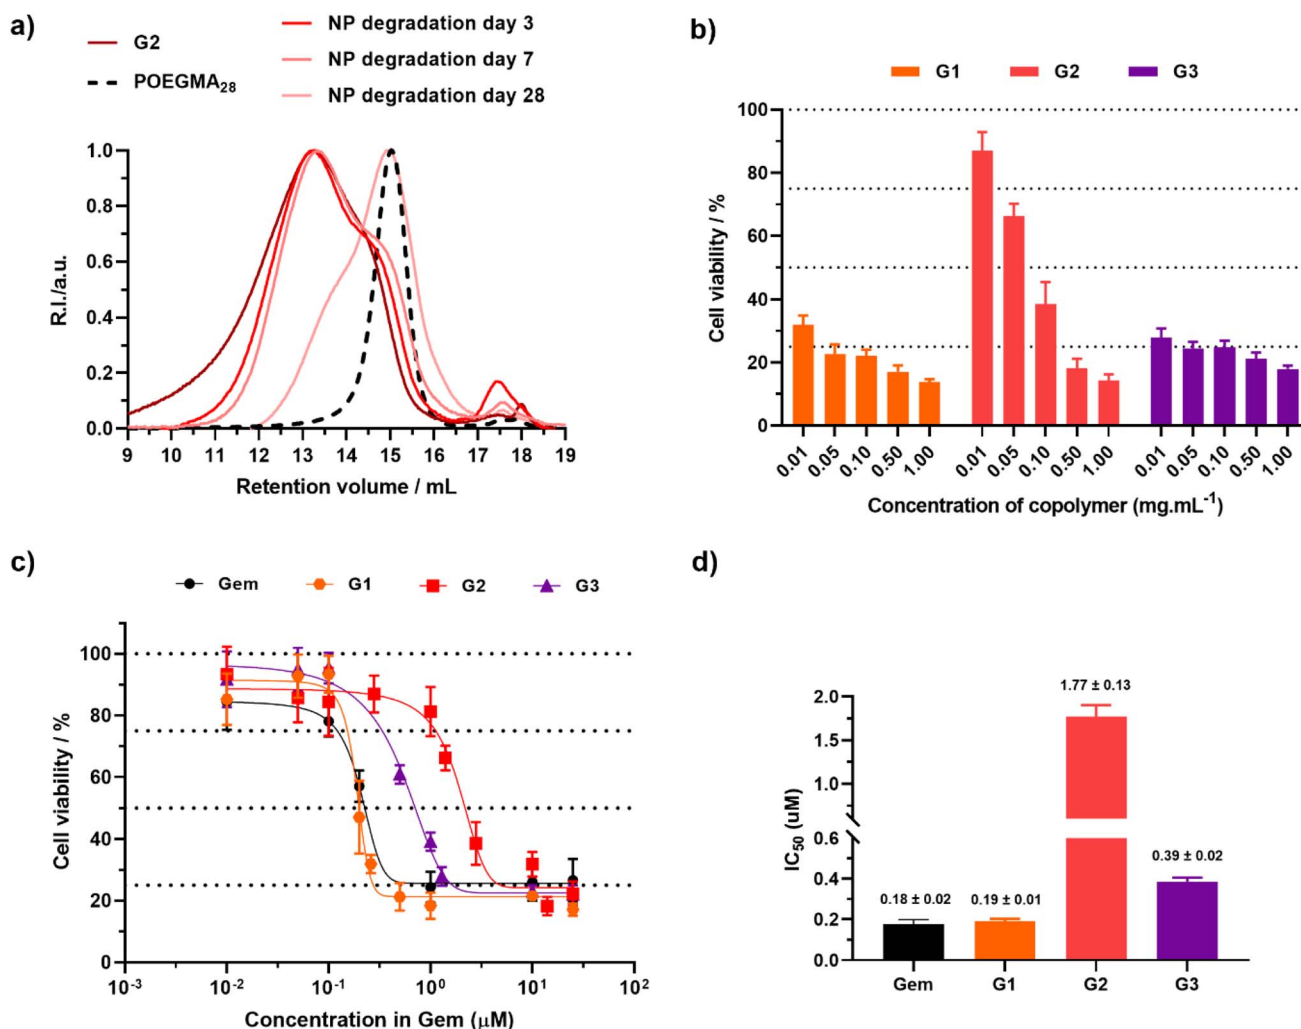 a)
G2
POEGMA28
NP degradation day 3
NP degradation day 7
NP degradation day 28
R.I./a.u.
1.0
0.8
0.6
0.4
0.2
0.0
9 10 11 12 13 14 15 16 17 18 19
Retention volume / mL
b)
G1 G2 G3
Cell viability / %
100
80
60
40
20
0
0.01 0.05 0.10 0.50 1.00 0.01 0.05 0.10 0.50 1.00 0.01 0.05 0.10 0.50 1.00
Concentration of copolymer (mg.mL-1)
c)
Gem G1 G2 G3
Cell viability / %
100
80
60
40
20
0
10-3 10-2 10-1 100 101 102
Concentration in Gem (μM)
d)
IC50 (uM)
2.0
1.5
1.0
0.6
0.4
0.2
0.0
0.18 ± 0.02
0.19 ± 0.01
1.77 ± 0.13
0.39 ± 0.02
Gem G1 G2 G3